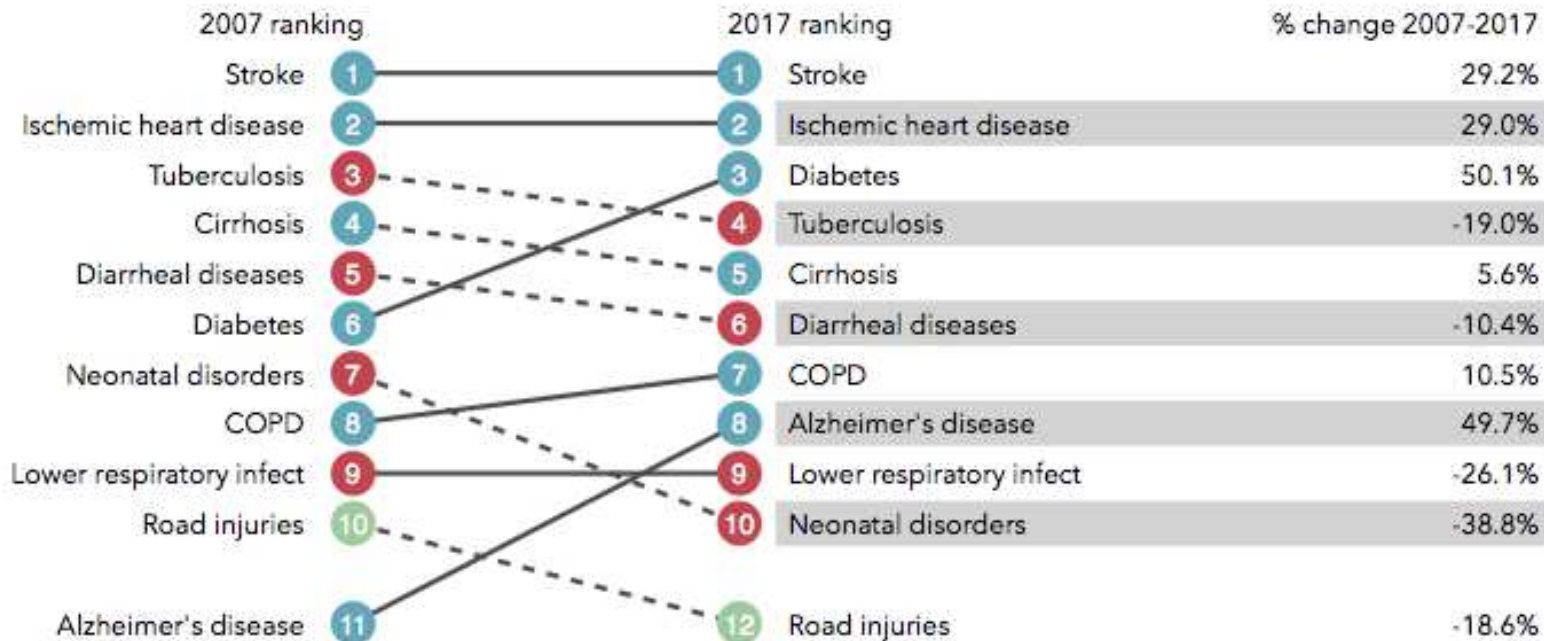 2007 ranking 2017 ranking % change 2007-2017
Stroke 1 1 Stroke 29.2%
Ischemic heart disease 2 2 Ischemic heart disease 29.0%
Tuberculosis 3 3 Diabetes 50.1%
Cirrhosis 4 4 Tuberculosis -19.0%
Diarrheal diseases 5 5 Cirrhosis 5.6%
Diabetes 6 6 Diarrheal diseases -10.4%
Neonatal disorders 7 7 COPD 10.5%
COPD 8 8 Alzheimer's disease 49.7%
Lower respiratory infect 9 9 Lower respiratory infect -26.1%
Road injuries 10 10 Neonatal disorders -38.8%
Alzheimer's disease 11 12 Road injuries -18.6%